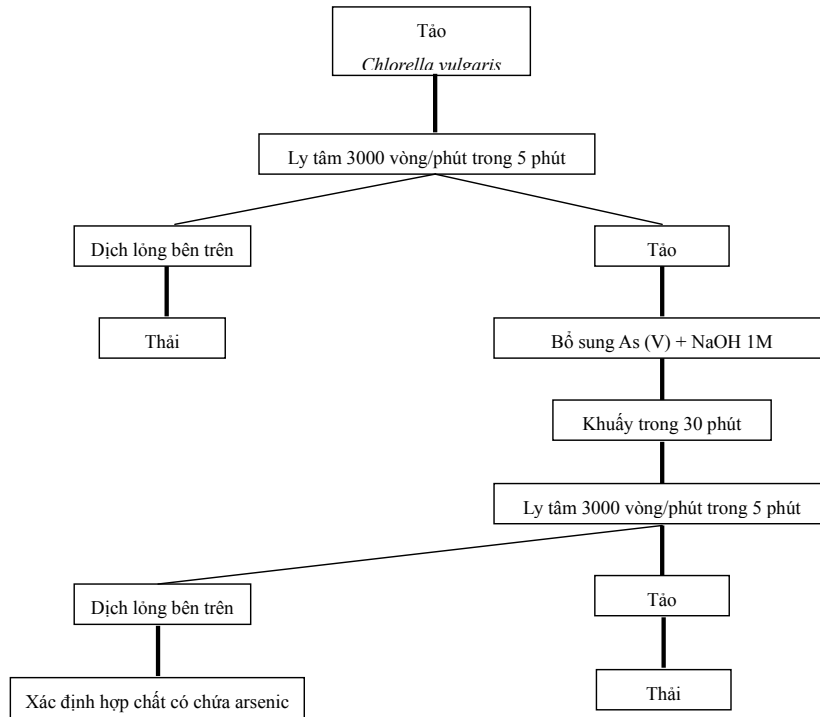 Tảo
Chlorella vulgaris
Ly tâm 3000 vòng/phút trong 5 phút
Dịch lỏng bên trên
Tảo
Thải
Bổ sung As (V) + NaOH 1M
Khuấy trong 30 phút
Ly tâm 3000 vòng/phút trong 5 phút
Dịch lỏng bên trên
Tảo
Xác định hợp chất có chứa arsenic
Thải